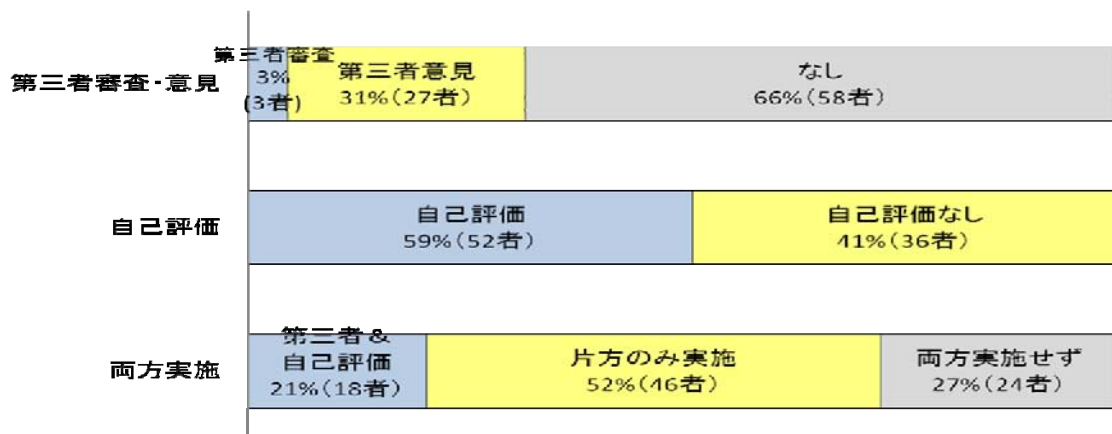 第三者審査・意見
第三者審査
3%
(3者)
第三者意見
31%(27者)
なし
66%(58者)
自己評価
自己評価
59%(52者)
自己評価なし
41%(36者)
両方実施
第三者&
自己評価
21%(18者)
片方のみ実施
52%(46者)
両方実施せず
27%(24者)